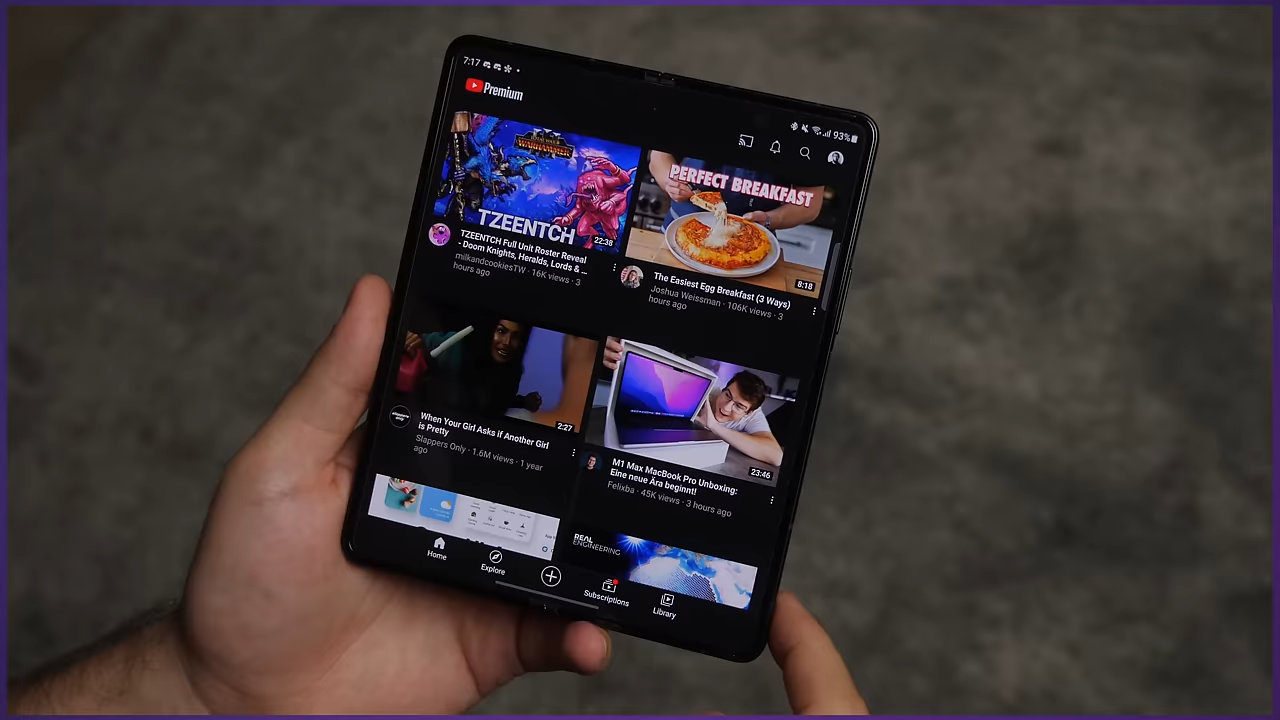 7:17
93%
Premium
TOTAL WAR
WARHAMMER
TZEENTCH
22:38
TZEENTCH Full Unit Roster Reveal
- Doom Knights, Heralds, Lords & ...
milkandcookiesTW · 16K views · 3
hours ago
PERFECT BREAKFAST
8:18
The Easiest Egg Breakfast (3 Ways)
Joshua Weissman · 106K views · 3
hours ago
2:27
When Your Girl Asks if Another Girl
is Pretty
Slappers Only · 1.6M views · 1 year
ago
23:46
M1 Max MacBook Pro Unboxing:
Eine neue Ära beginnt!
Felixba · 45K views · 3 hours ago
REAL
ENGINEERING
Home
Explore
Subscriptions
Library